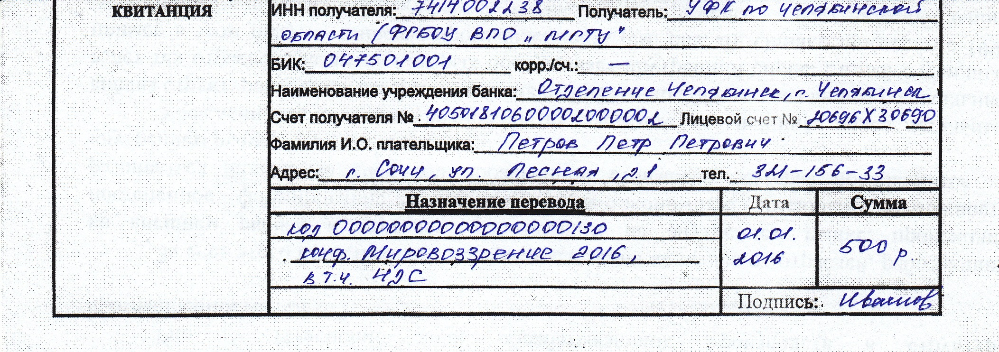 КВИТАНЦИЯ
ИНН получателя: 7414002238 Получатель: УФК по Челябинской
области (ФГБОУ ВПО „МГТУ"
БИК: 047501001 корр./сч.: —
Наименование учреждения банка: Отделение Челябинск, г. Челябинск
Счет получателя № 40501810600002000002 Лицевой счет № 20696X30690
Фамилия И.О. плательщика: Петров Петр Петрович
Адрес: г. Сочи, ул. Лесная, д. 1 тел. 321-156-33
Назначение перевода Дата Сумма
код 00000000000000000130
конф. Мировоззрение 2016,
в т.ч. НДС
01.01.
2016
500 р.
Подпись: Иванов